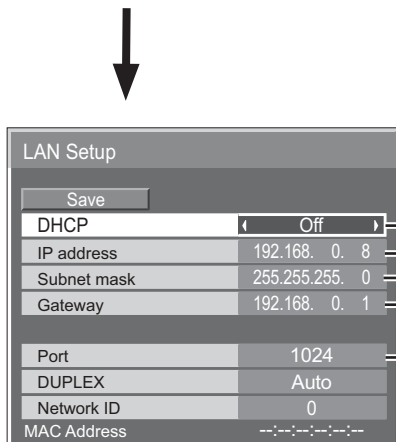 LAN Setup
Save
DHCP Off
IP address 192.168. 0. 8
Subnet mask 255.255.255. 0
Gateway 192.168. 0. 1
Port 1024
DUPLEX Auto
Network ID 0
MAC Address --:--:--:--:--:--